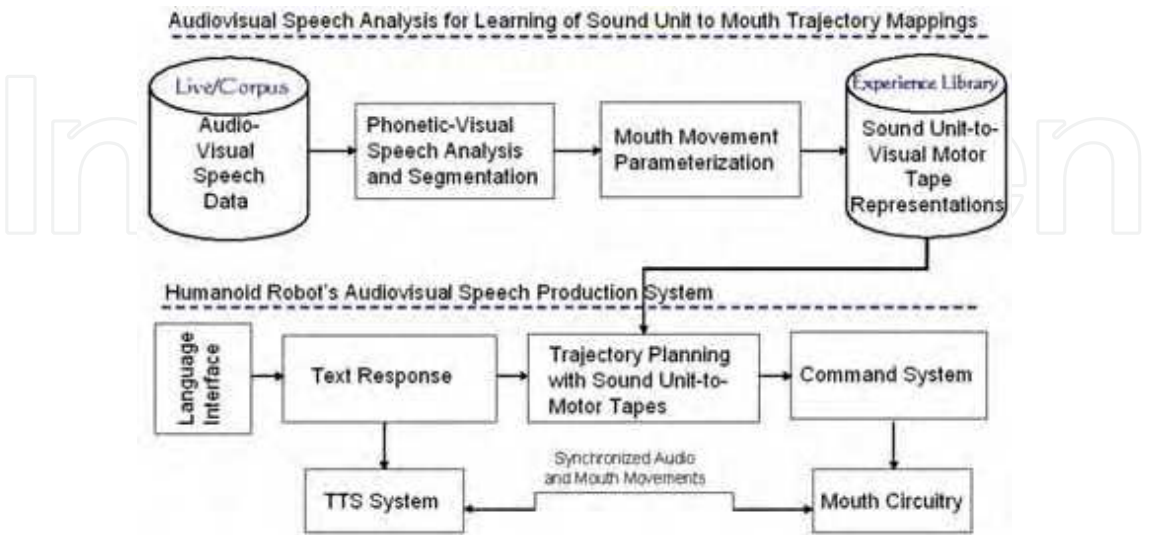 Audiovisual Speech Analysis for Learning of Sound Unit to Mouth Trajectory Mappings
Live/Corpus
Audio-
Visual
Speech
Data
Phonetic-Visual
Speech Analysis
and Segmentation
Mouth Movement
Parameterization
Experience Library
Sound Unit-to-
Visual Motor
Tape
Representations
Humanoid Robot's Audiovisual Speech Production System
Language
Interface
Text Response
Trajectory Planning
with Sound Unit-to-
Motor Tapes
Command System
TTS System
Synchronized Audio
and Mouth Movements
Mouth Circuitry